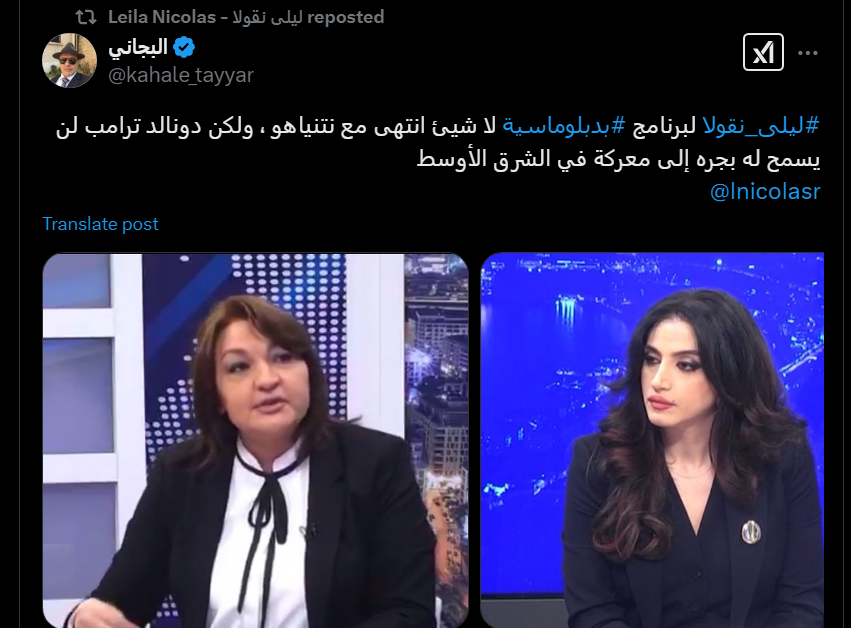 Leila Nicolas - ليلى نقولا reposted
البجاني
@kahale_tayyar
#ليلى_نقولا لبرنامج #بدبلوماسية لا شيئ انتهى مع نتنياهو ، ولكن دونالد ترامب لن
يسمح له بجره إلى معركة في الشرق الأوسط
@lnicolasr
Translate post